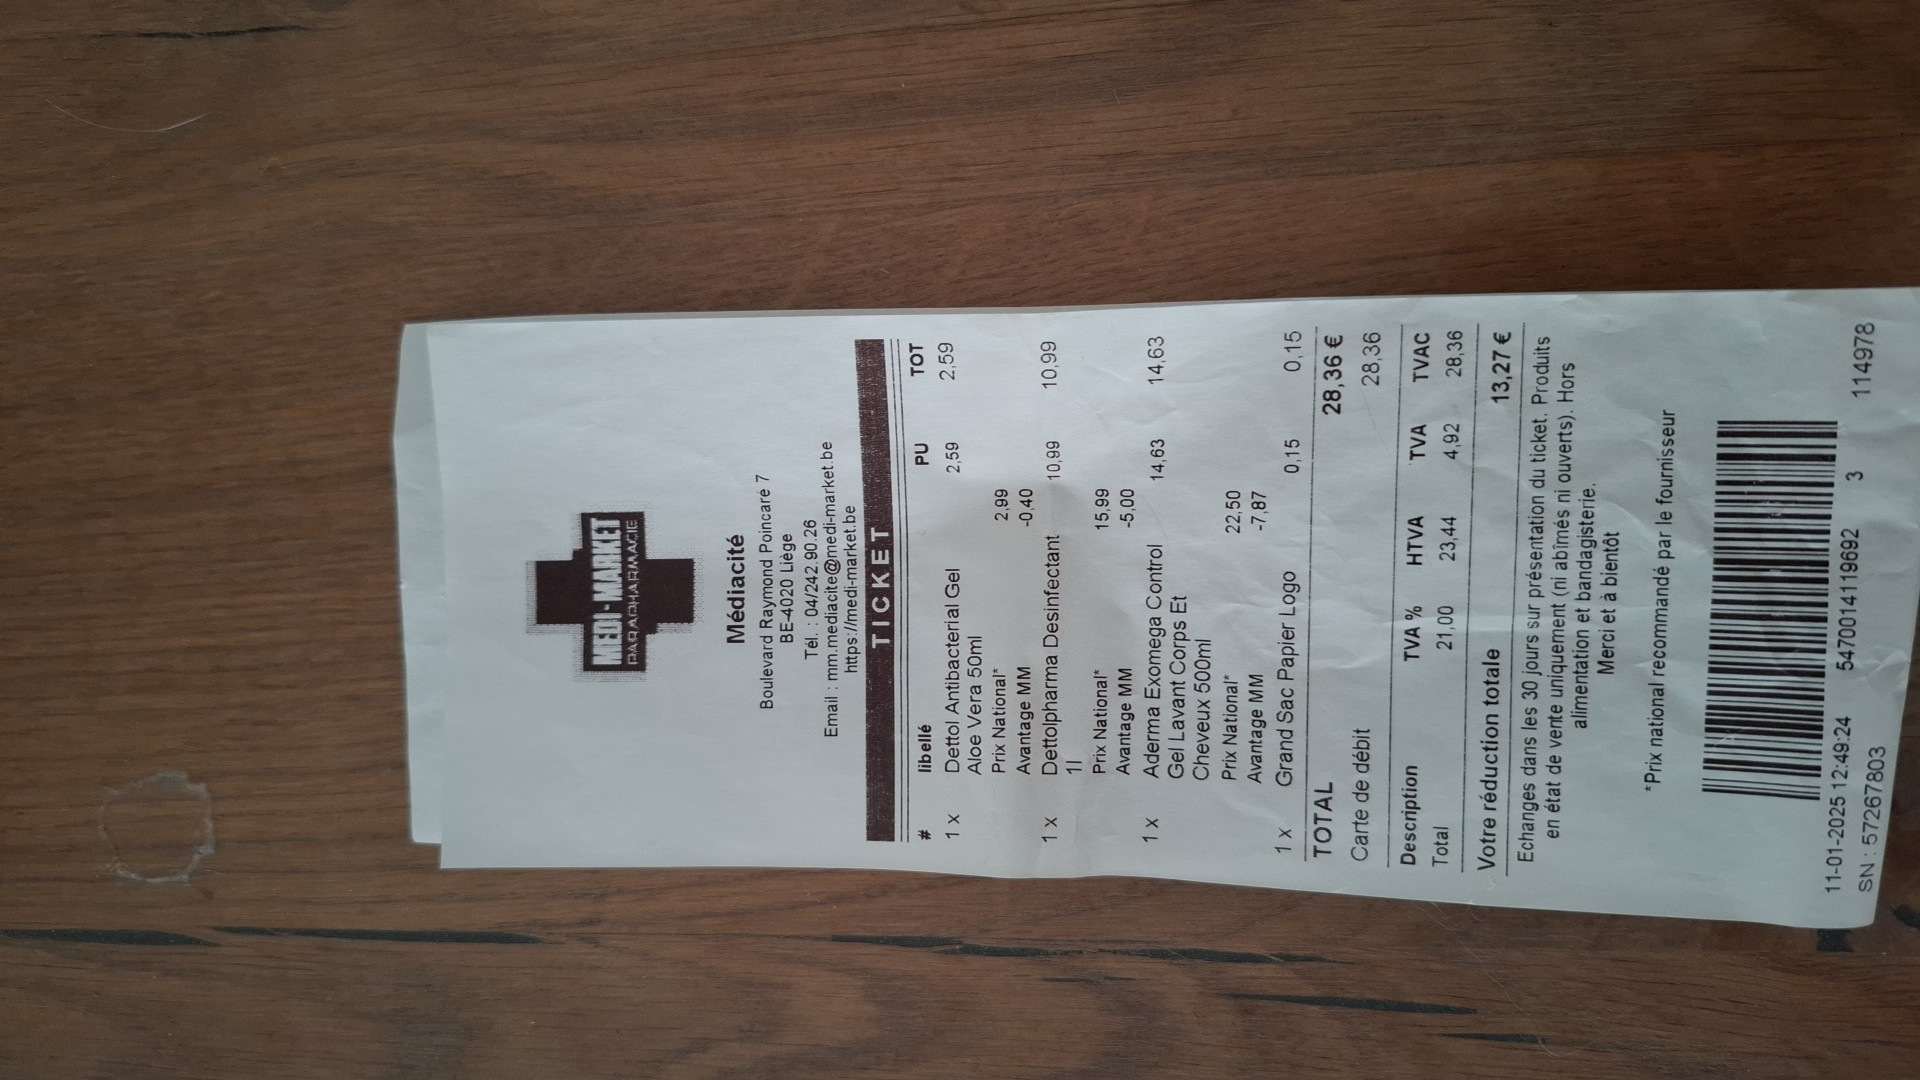 MEDI-MARKET
PARAPHARMACIE
Médiacité
Boulevard Raymond Poincaré 7
BE-4020 Liège
Tél. : 04/242.90.26
Email : mm.mediacite@medi-market.be
https://medi-market.be
TICKET
# libellé PU TOT
1 x Dettol Antibacterial Gel 2,59 2,59
Aloe Vera 50ml
Prix National* 2,99
Avantage MM -0,40
1 x Dettolpharma Desinfectant 10,99 10,99
1l
Prix National* 15,99
Avantage MM -5,00
1 x Aderma Exomega Control 14,63 14,63
Gel Lavant Corps Et
Cheveux 500ml
Prix National* 22,50
Avantage MM -7,87
1 x Grand Sac Papier Logo 0,15 0,15
TOTAL 28,36 €
Carte de débit 28,36
Description TVA % HTVA TVA TVAC
Total 21,00 23,44 4,92 28,36
Votre réduction totale 13,27 €
Echanges dans les 30 jours sur présentation du ticket. Produits
en état de vente uniquement (ni abîmés ni ouverts). Hors
alimentation et bandagisterie.
Merci et à bientôt
*Prix national recommandé par le fournisseur
11-01-2025 12:49:24 5470014119692 3 114978
SN : 57267803